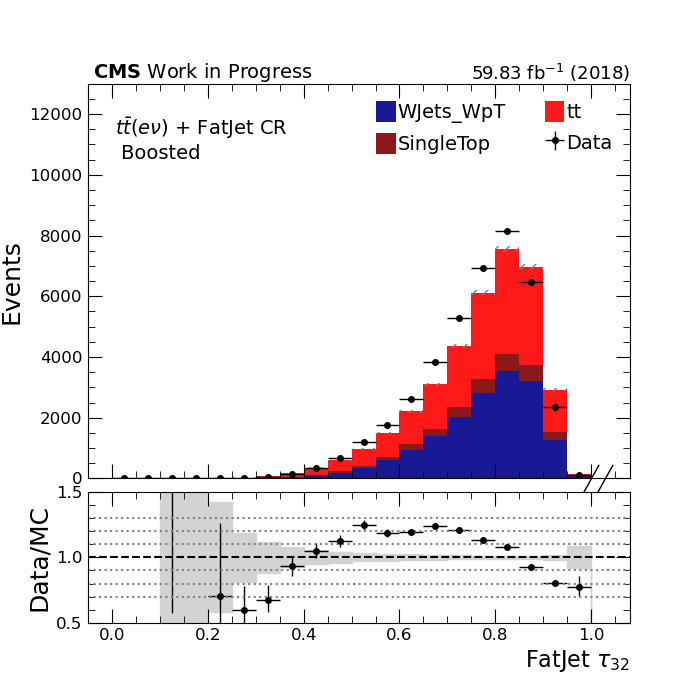 CMS Work in Progress 59.83 fb⁻¹ (2018)
tt̄(eν) + FatJet CR
Boosted
WJets_WpT tt
SingleTop Data
Events
12000
10000
8000
6000
4000
2000
0
Data/MC
1.5
1.0
0.5
0.0 0.2 0.4 0.6 0.8 1.0
FatJet τ₃₂